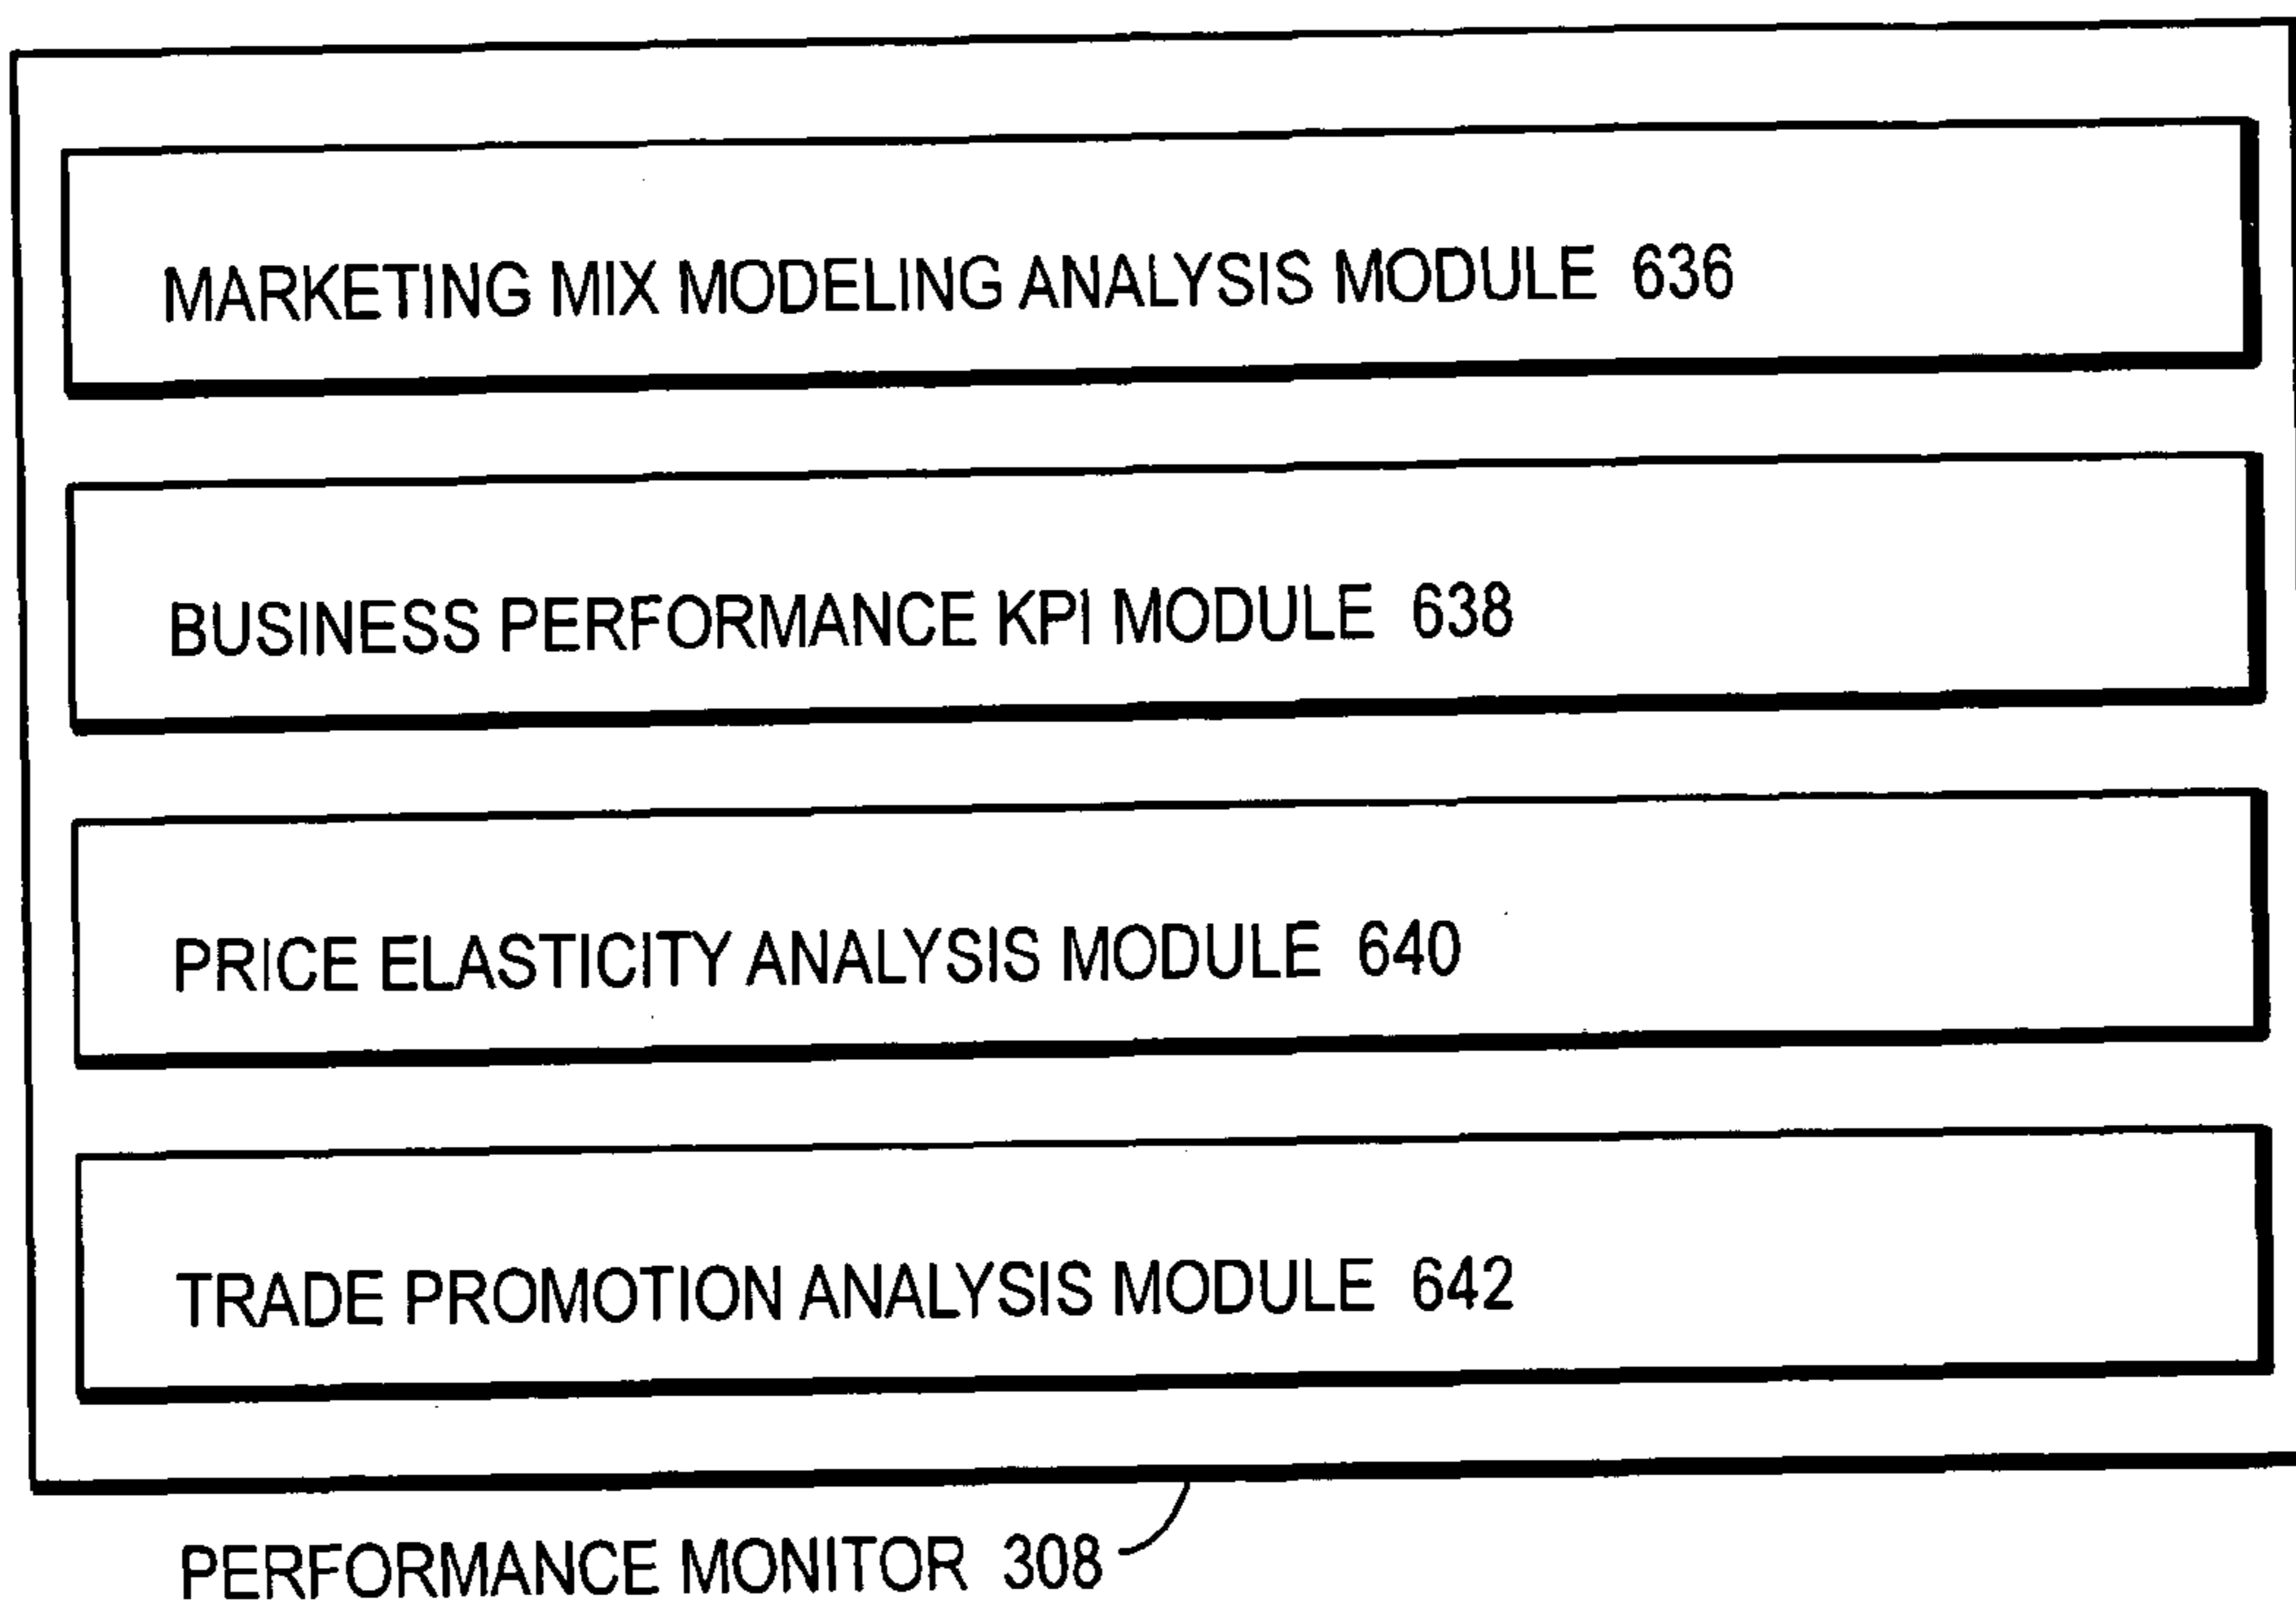 MARKETING MIX MODELING ANALYSIS MODULE 636
BUSINESS PERFORMANCE KPI MODULE 638
PRICE ELASTICITY ANALYSIS MODULE 640
TRADE PROMOTION ANALYSIS MODULE 642
PERFORMANCE MONITOR 308